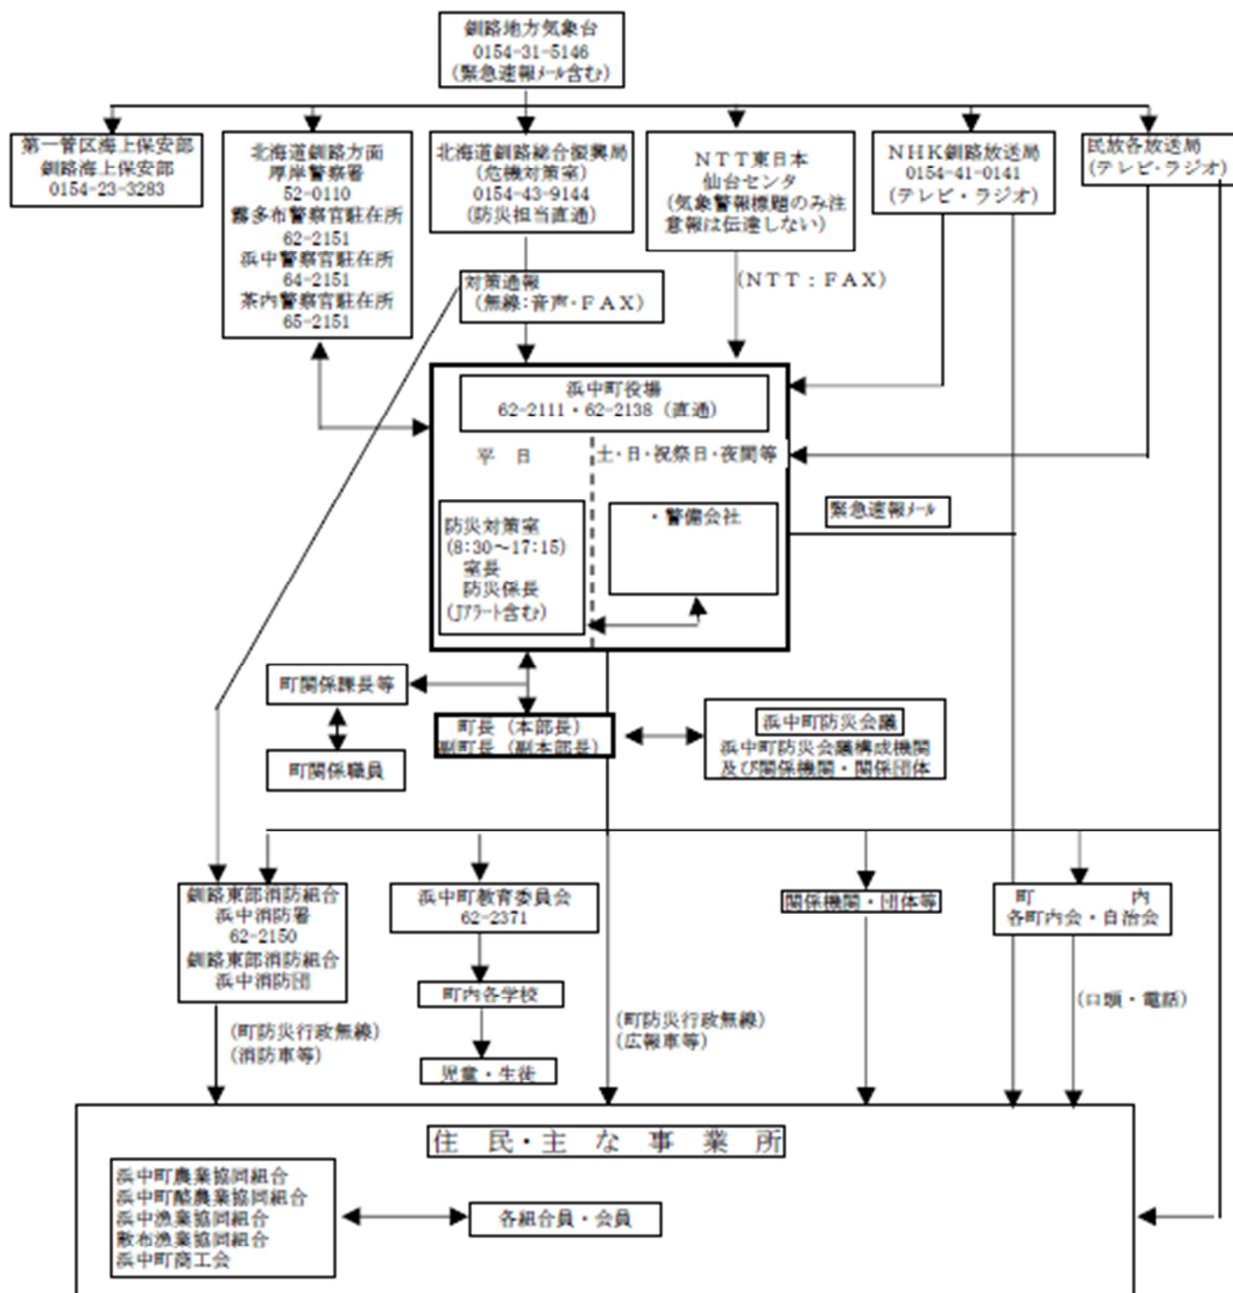 釧路地方気象台
0154-31-5146
(緊急速報ﾒｰﾙ含む)
第一管区海上保安部
釧路海上保安部
0154-23-3283
北海道釧路方面
厚岸警察署
52-0110
霧多布警察官駐在所
62-2151
浜中警察官駐在所
64-2151
茶内警察官駐在所
65-2151
北海道釧路総合振興局
(危機対策室)
0154-43-9144
(防災担当直通)
ＮＴＴ東日本
仙台センタ
(気象警報標題のみ注
意報は伝達しない)
ＮＨＫ釧路放送局
0154-41-0141
(テレビ・ラジオ)
民放各放送局
(テレビ・ラジオ)
対策通報
(無線：音声・ＦＡＸ)
(ＮＴＴ：ＦＡＸ)
浜中町役場
62-2111・62-2138 (直通)
平 日
土・日・祝祭日・夜間等
防災対策室
(8:30～17:15)
室長
防災係長
(Jｱﾗｰﾄ含む)
・警備会社
緊急速報ﾒｰﾙ
町関係課長等
町関係職員
町長（本部長）
副町長（副本部長）
浜中町防災会議
浜中町防災会議構成機関
及び関係機関・関係団体
釧路東部消防組合
浜中消防署
62-2150
釧路東部消防組合
浜中消防団
浜中町教育委員会
62-2371
町内各学校
児童・生徒
関係機関・団体等
町 内
各町内会・自治会
(町防災行政無線)
(消防車等)
(町防災行政無線)
(広報車等)
(口頭・電話)
住 民・主 な 事 業 所
浜中町農業協同組合
浜中町酪農業協同組合
浜中漁業協同組合
散布漁業協同組合
浜中町商工会
各組合員・会員